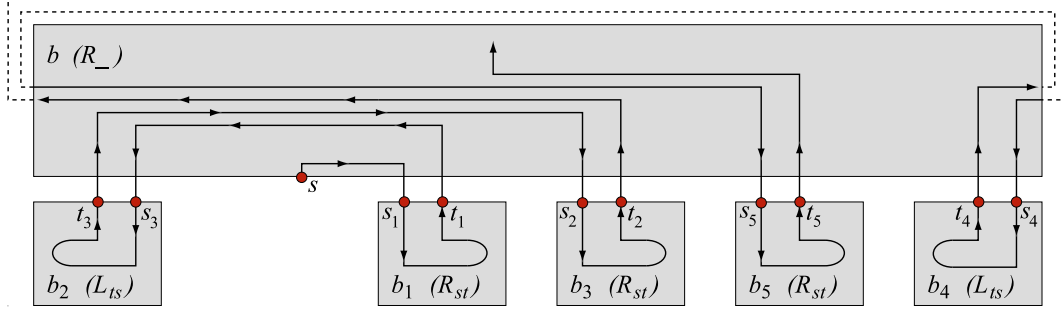 b (R_)
s
t₃ s₃ s₁ t₁ s₂ t₂ s₅ t₅ t₄ s₄
b₂ (Lₜₛ) b₁ (Rₛₜ) b₃ (Rₛₜ) b₅ (Rₛₜ) b₄ (Lₜₛ)